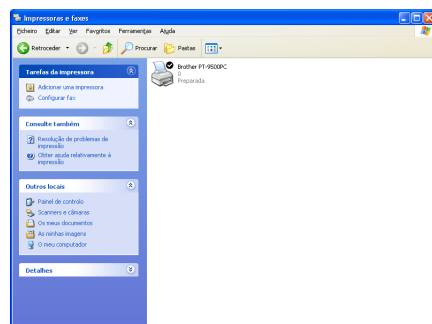 Impressoras e faxes
Ficheiro Editar Ver Favoritos Ferramentas Ajuda
Retroceder Procurar Pastas
Tarefas da impressora
Adicionar uma impressora
Configurar fax
Consulte também
Resolução de problemas de
impressão
Obter ajuda relativamente à
impressão
Outros locais
Painel de controlo
Scanners e câmaras
Os meus documentos
As minhas imagens
O meu computador
Detalhes
Brother PT-9500PC
0
Preparada